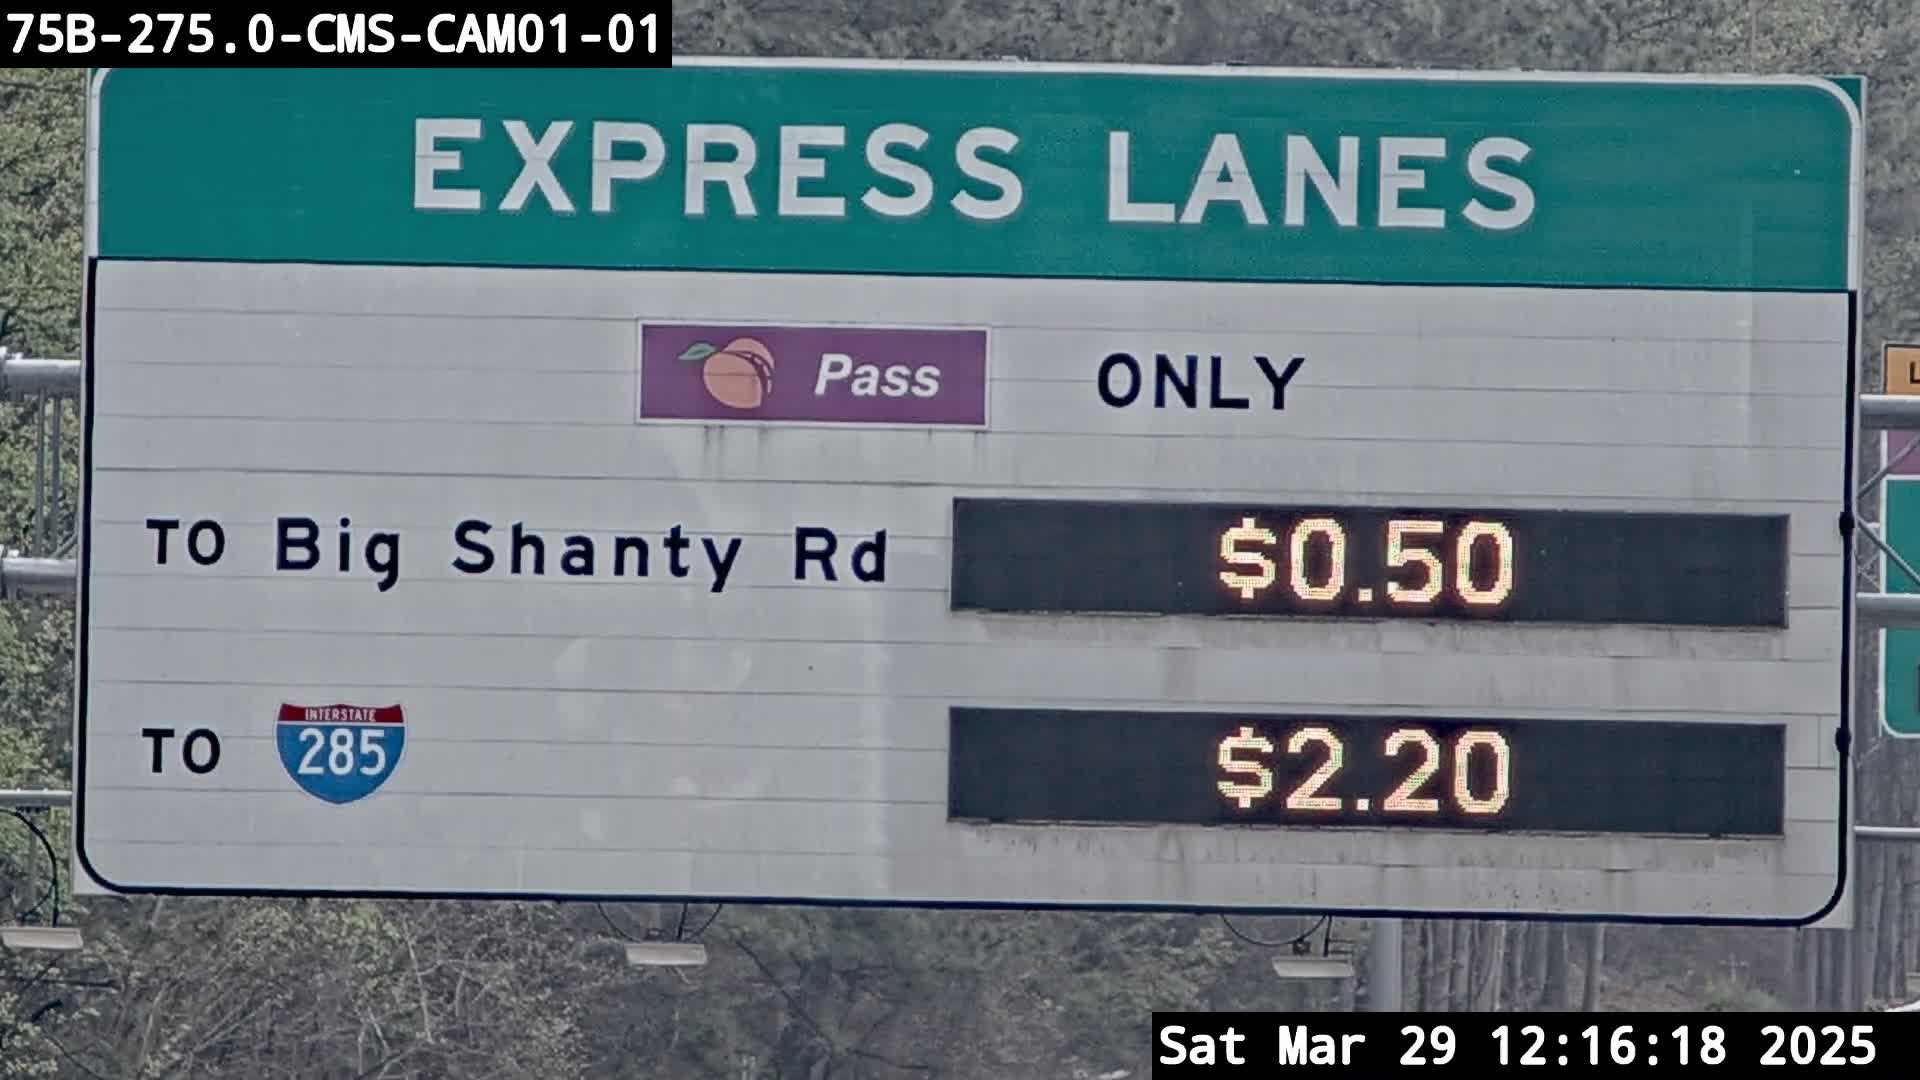 75B-275.0-CMS-CAM01-01
EXPRESS LANES
Pass ONLY
TO Big Shanty Rd $0.50
TO INTERSTATE 285 $2.20
Sat Mar 29 12:16:18 2025